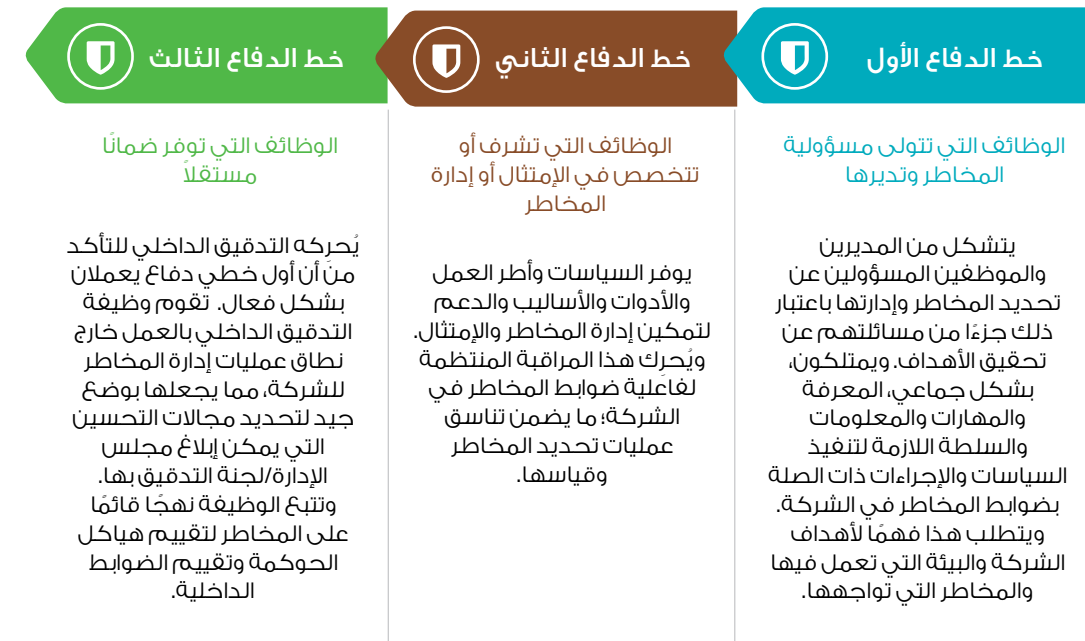 خط الدفاع الأول
الوظائف التي تتولى مسؤولية
المخاطر وتديرها
يتشكل من المديرين
والموظفين المسؤولين عن
تحديد المخاطر وإدارتها باعتبار
ذلك جزءًا من مسائلتهم عن
تحقيق الأهداف. ويمتلكون،
بشكل جماعي، المعرفة
والمهارات والمعلومات
والسلطة اللازمة لتنفيذ
السياسات والإجراءات ذات الصلة
بضوابط المخاطر في الشركة.
ويتطلب هذا فهمًا لأهداف
الشركة والبيئة التي تعمل فيها
والمخاطر التي تواجهها.
خط الدفاع الثاني
الوظائف التي تشرف أو
تتخصص في الإمتثال أو إدارة
المخاطر
يوفر السياسات وأطر العمل
والأدوات والأساليب والدعم
لتمكين إدارة المخاطر والإمتثال.
ويُحرِك هذا المراقبة المنتظمة
لفاعلية ضوابط المخاطر في
الشركة؛ ما يضمن تناسق
عمليات تحديد المخاطر
وقياسها.
خط الدفاع الثالث
الوظائف التي توفر ضمانًا
مستقلاً
يُحرِكه التدقيق الداخلي للتأكد
من أن أول خطي دفاع يعملان
بشكل فعال. تقوم وظيفة
التدقيق الداخلي بالعمل خارج
نطاق عمليات إدارة المخاطر
للشركة، مما يجعلها بوضع
جيد لتحديد مجالات التحسين
التي يمكن إبلاغ مجلس
الإدارة/لجنة التدقيق بها.
وتتبع الوظيفة نهجًا قائمًا
على المخاطر لتقييم هياكل
الحوكمة وتقييم الضوابط
الداخلية.